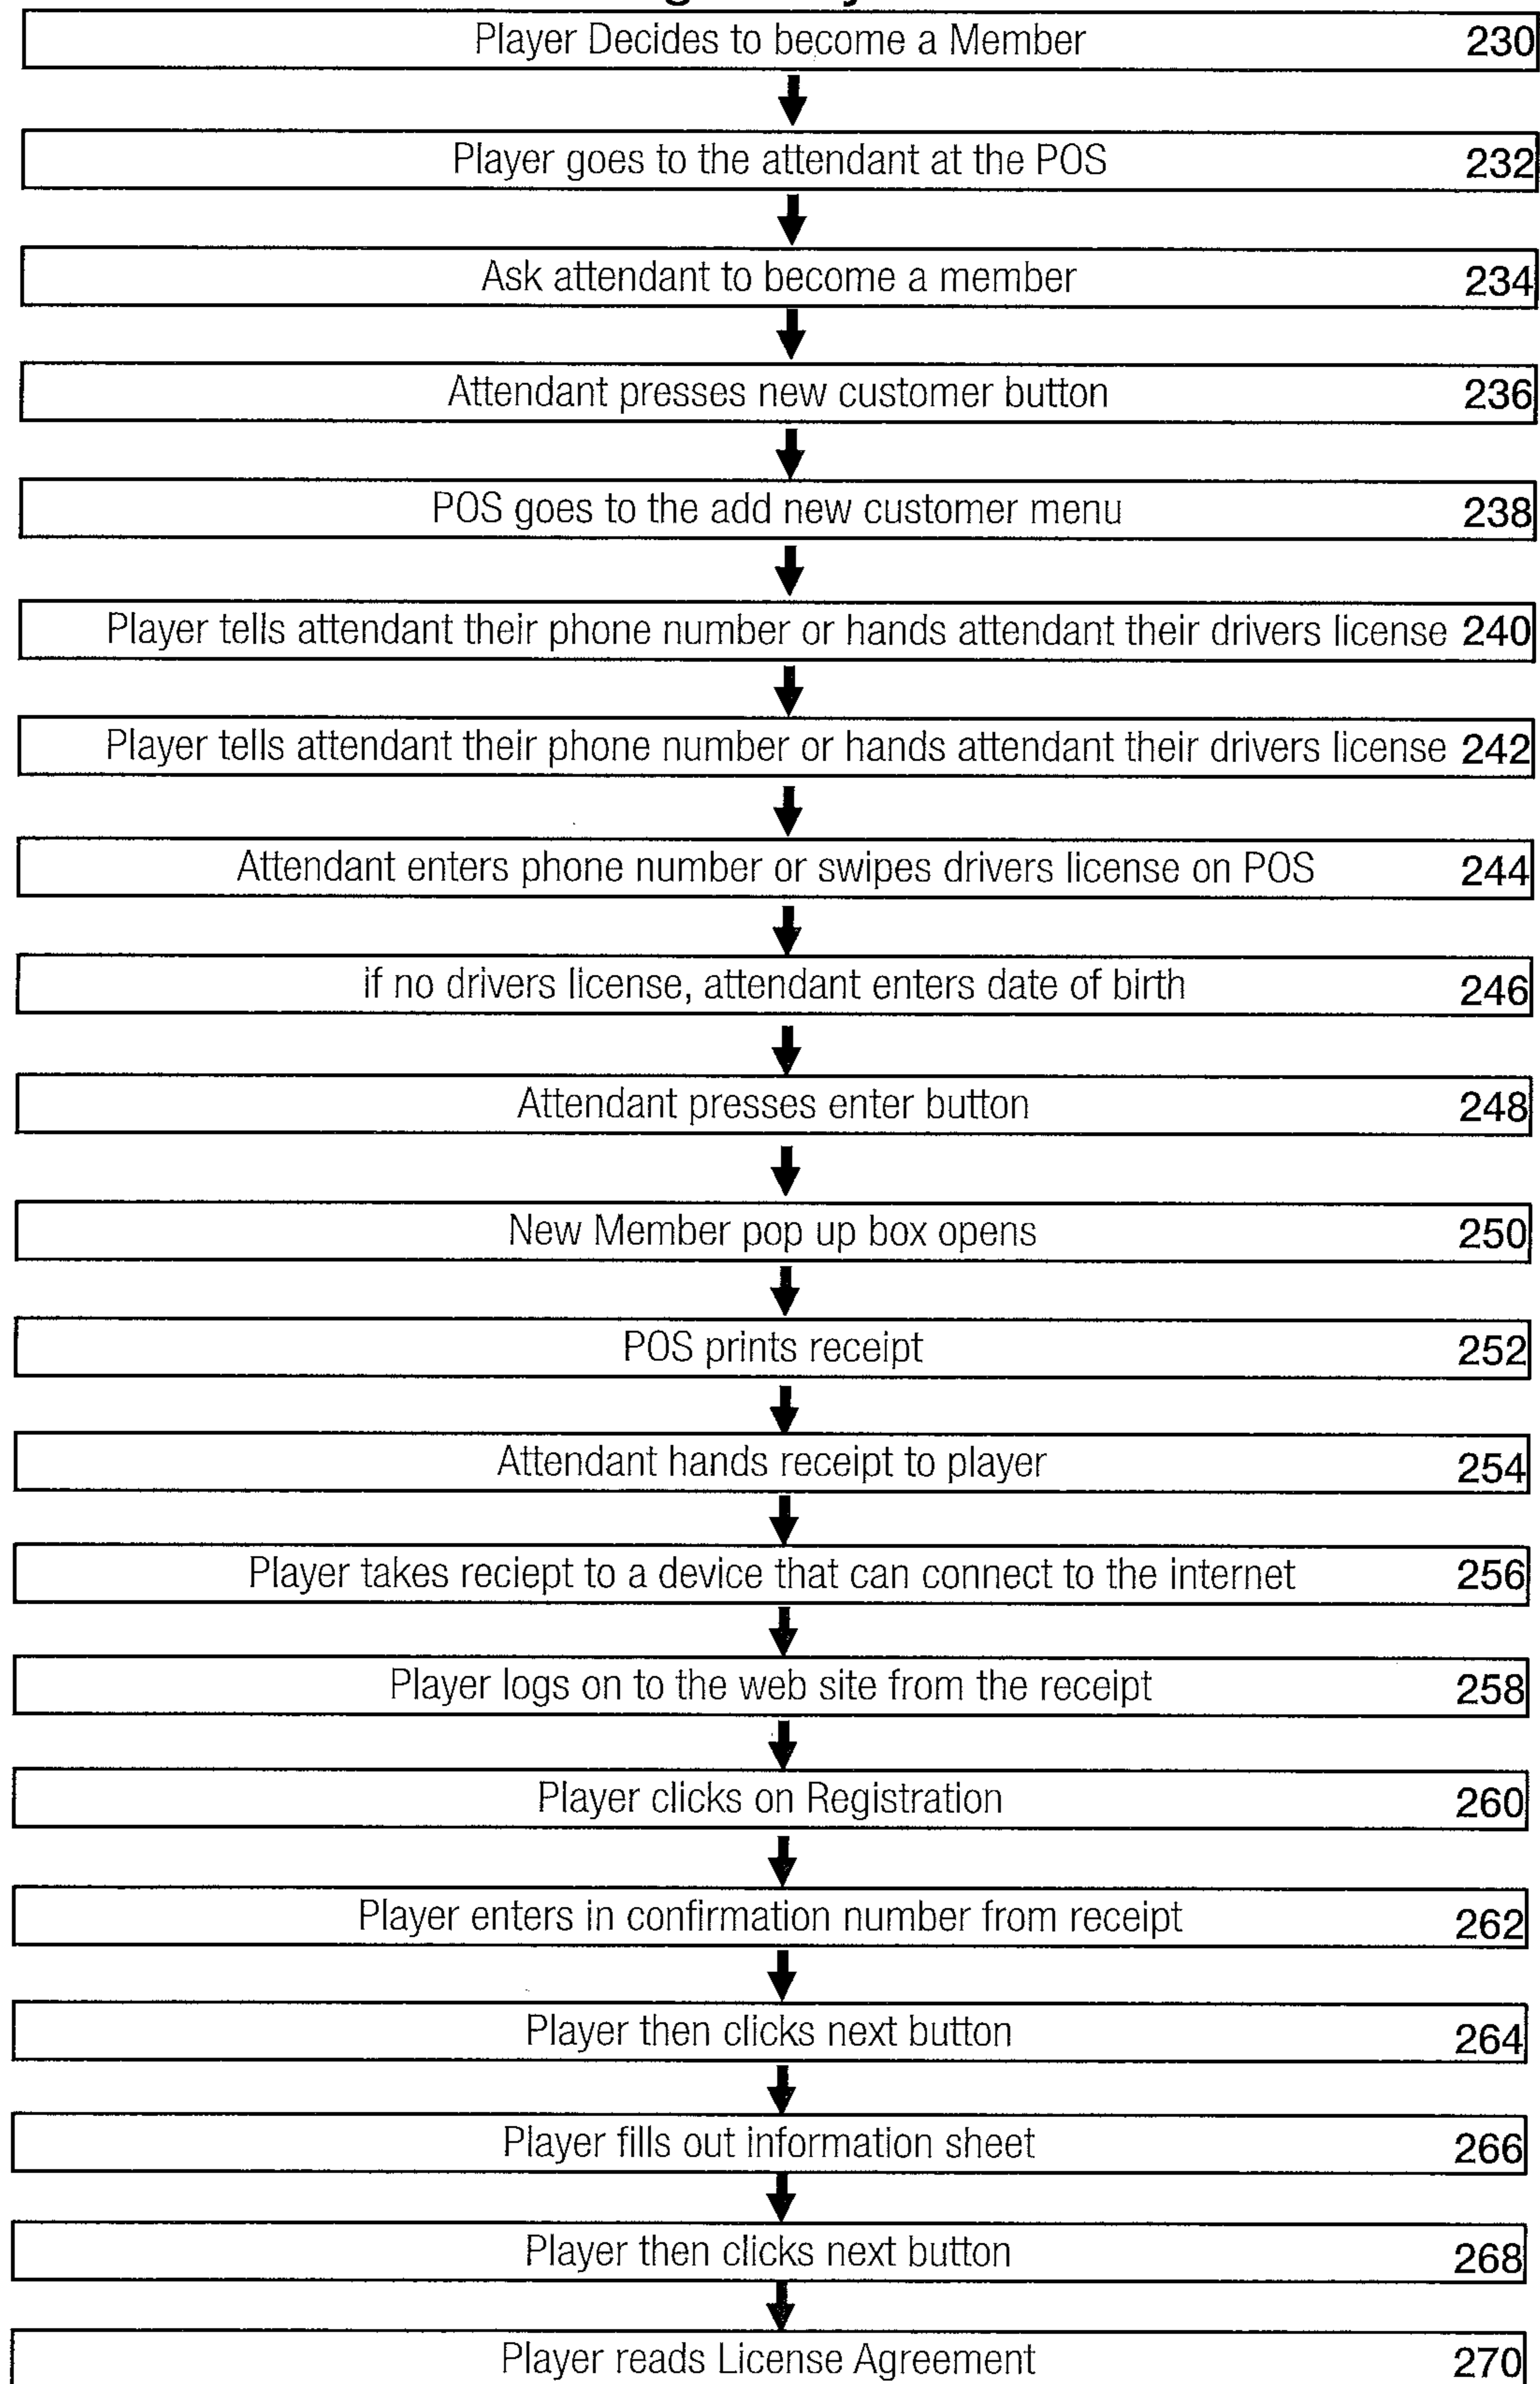 Player Decides to become a Member 230
Player goes to the attendant at the POS 232
Ask attendant to become a member 234
Attendant presses new customer button 236
POS goes to the add new customer menu 238
Player tells attendant their phone number or hands attendant their drivers license 240
Player tells attendant their phone number or hands attendant their drivers license 242
Attendant enters phone number or swipes drivers license on POS 244
if no drivers license, attendant enters date of birth 246
Attendant presses enter button 248
New Member pop up box opens 250
POS prints receipt 252
Attendant hands receipt to player 254
Player takes reciept to a device that can connect to the internet 256
Player logs on to the web site from the receipt 258
Player clicks on Registration 260
Player enters in confirmation number from receipt 262
Player then clicks next button 264
Player fills out information sheet 266
Player then clicks next button 268
Player reads License Agreement 270